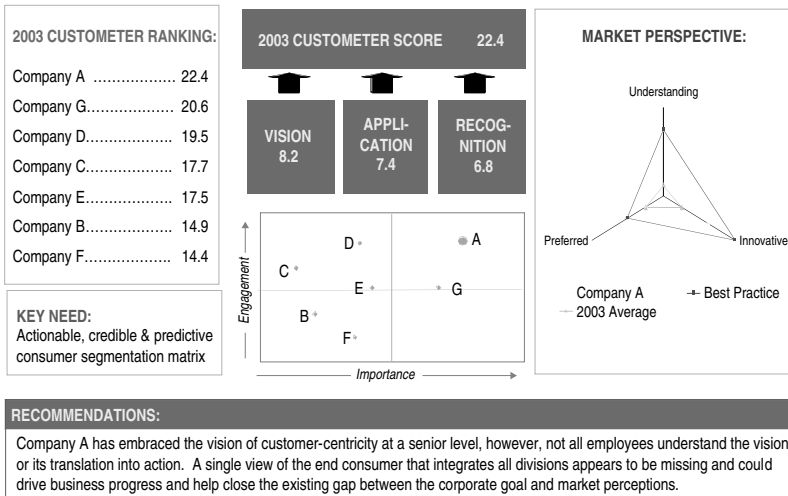 2003 CUSTOMETER RANKING:
Company A .................. 22.4
Company G................... 20.6
Company D................... 19.5
Company C................... 17.7
Company E................... 17.5
Company B................... 14.9
Company F................... 14.4
KEY NEED:
Actionable, credible & predictive
consumer segmentation matrix
2003 CUSTOMETER SCORE 22.4
VISION
8.2
APPLI-
CATION
7.4
RECOG-
NITION
6.8
Engagement
D
A
C
E
G
B
F
Importance
MARKET PERSPECTIVE:
Understanding
Preferred
Innovative
Company A
Best Practice
2003 Average
RECOMMENDATIONS:
Company A has embraced the vision of customer-centricity at a senior level, however, not all employees understand the vision
or its translation into action. A single view of the end consumer that integrates all divisions appears to be missing and could
drive business progress and help close the existing gap between the corporate goal and market perceptions.